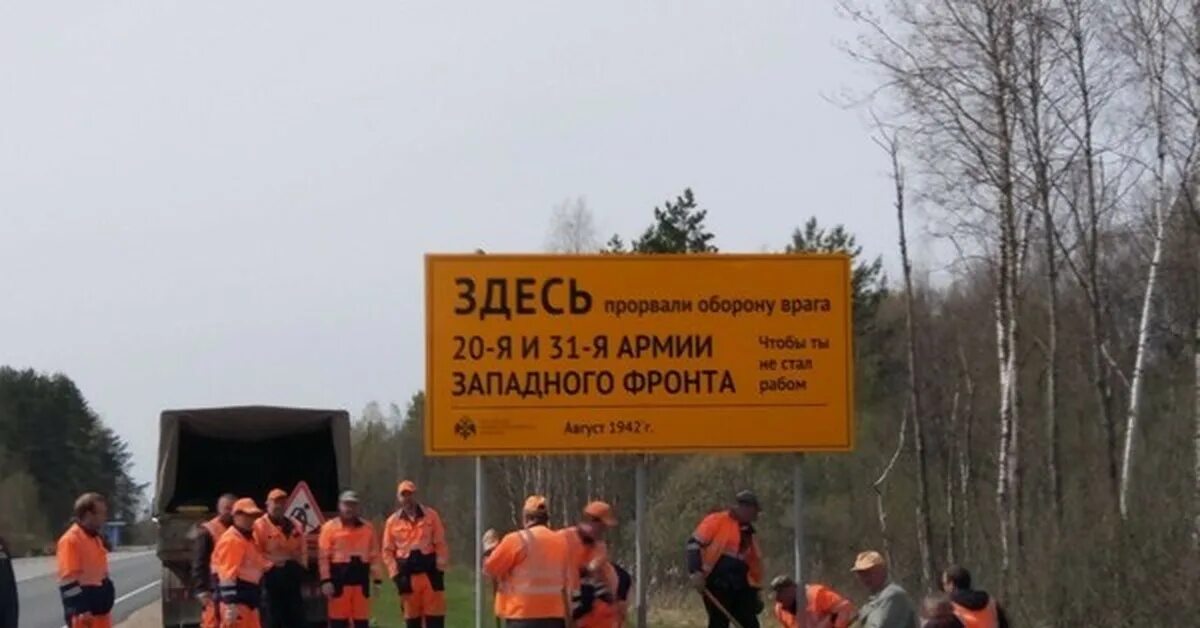 ЗДЕСЬ прорвали оборону врага
20-Я И 31-Я АРМИИ
ЗАПАДНОГО ФРОНТА
Чтобы ты
не стал
рабом
Август 1942 г.